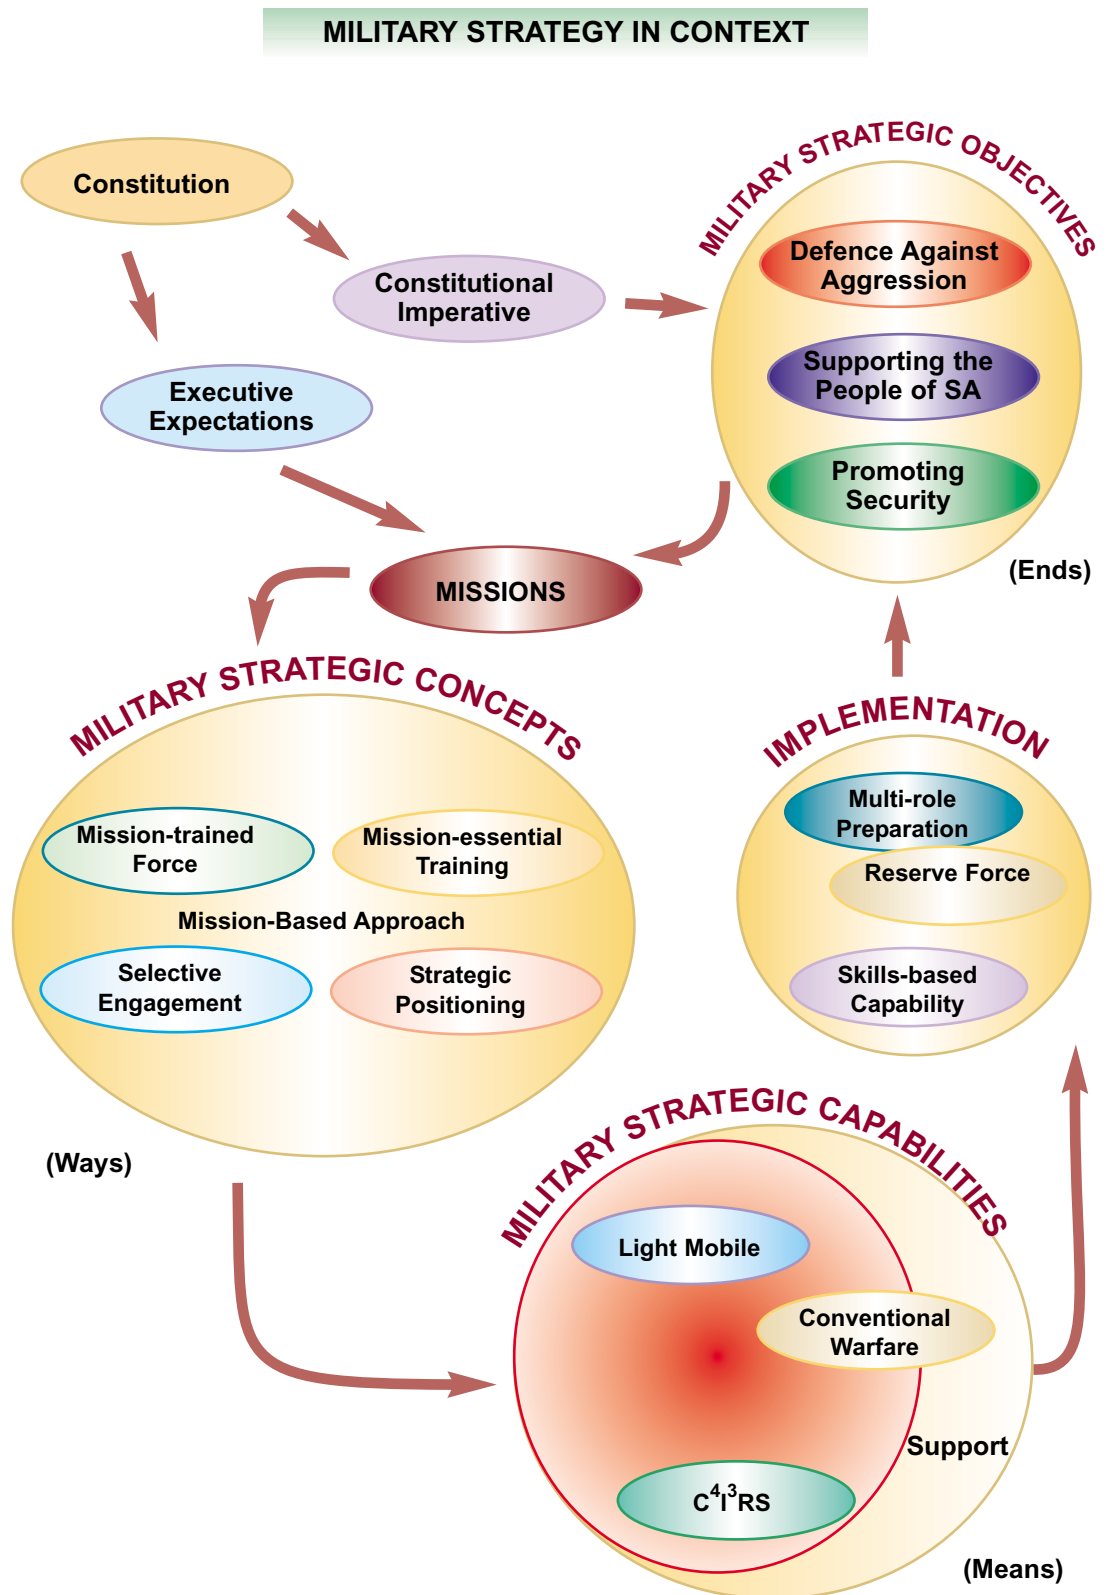 MILITARY STRATEGY IN CONTEXT
Constitution
Constitutional
Imperative
Executive
Expectations
MILITARY STRATEGIC OBJECTIVES
Defence Against
Aggression
Supporting the
People of SA
Promoting
Security
(Ends)
MISSIONS
MILITARY STRATEGIC CONCEPTS
Mission-trained
Force
Mission-essential
Training
Mission-Based Approach
Selective
Engagement
Strategic
Positioning
(Ways)
IMPLEMENTATION
Multi-role
Preparation
Reserve Force
Skills-based
Capability
MILITARY STRATEGIC CAPABILITIES
Light Mobile
Conventional
Warfare
Support
C⁴I³RS
(Means)